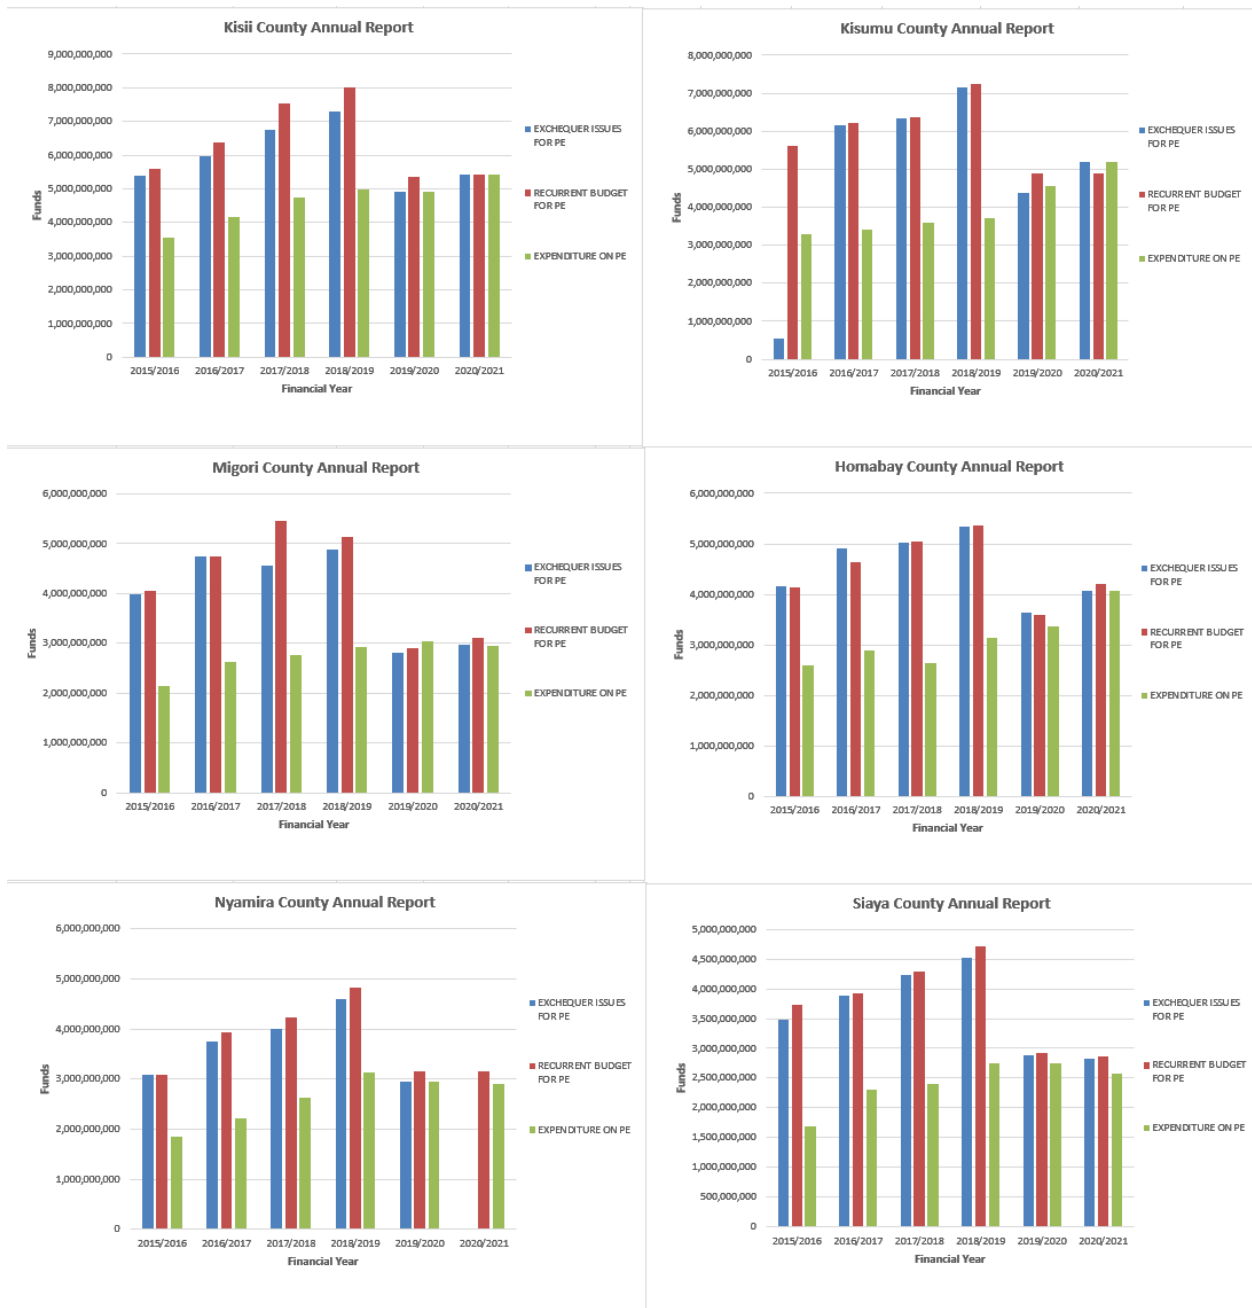 Kisii County Annual Report
9,000,000,000
8,000,000,000
7,000,000,000
6,000,000,000
5,000,000,000
4,000,000,000
3,000,000,000
2,000,000,000
1,000,000,000
0
Funds
2015/2016 2016/2017 2017/2018 2018/2019 2019/2020 2020/2021
Financial Year
EXCHEQUER ISSUES
FOR PE
RECURRENT BUDGET
FOR PE
EXPENDITURE ON PE
Kisumu County Annual Report
8,000,000,000
7,000,000,000
6,000,000,000
5,000,000,000
4,000,000,000
3,000,000,000
2,000,000,000
1,000,000,000
0
Funds
2015/2016 2016/2017 2017/2018 2018/2019 2019/2020 2020/2021
Financial Year
EXCHEQUER ISSUES
FOR PE
RECURRENT BUDGET
FOR PE
EXPENDITURE ON PE
Migori County Annual Report
6,000,000,000
5,000,000,000
4,000,000,000
3,000,000,000
2,000,000,000
1,000,000,000
0
Funds
2015/2016 2016/2017 2017/2018 2018/2019 2019/2020 2020/2021
Financial Year
EXCHEQUER ISSUES
FOR PE
RECURRENT BUDGET
FOR PE
EXPENDITURE ON PE
Homabay County Annual Report
6,000,000,000
5,000,000,000
4,000,000,000
3,000,000,000
2,000,000,000
1,000,000,000
0
Funds
2015/2016 2016/2017 2017/2018 2018/2019 2019/2020 2020/2021
Financial Year
EXCHEQUER ISSUES
FOR PE
RECURRENT BUDGET
FOR PE
EXPENDITURE ON PE
Nyamira County Annual Report
6,000,000,000
5,000,000,000
4,000,000,000
3,000,000,000
2,000,000,000
1,000,000,000
0
Funds
2015/2016 2016/2017 2017/2018 2018/2019 2019/2020 2020/2021
Financial Year
EXCHEQUER ISSUES
FOR PE
RECURRENT BUDGET
FOR PE
EXPENDITURE ON PE
Siaya County Annual Report
5,000,000,000
4,500,000,000
4,000,000,000
3,500,000,000
3,000,000,000
2,500,000,000
2,000,000,000
1,500,000,000
1,000,000,000
500,000,000
0
Funds
2015/2016 2016/2017 2017/2018 2018/2019 2019/2020 2020/2021
Financial Year
EXCHEQUER ISSUES
FOR PE
RECURRENT BUDGET
FOR PE
EXPENDITURE ON PE